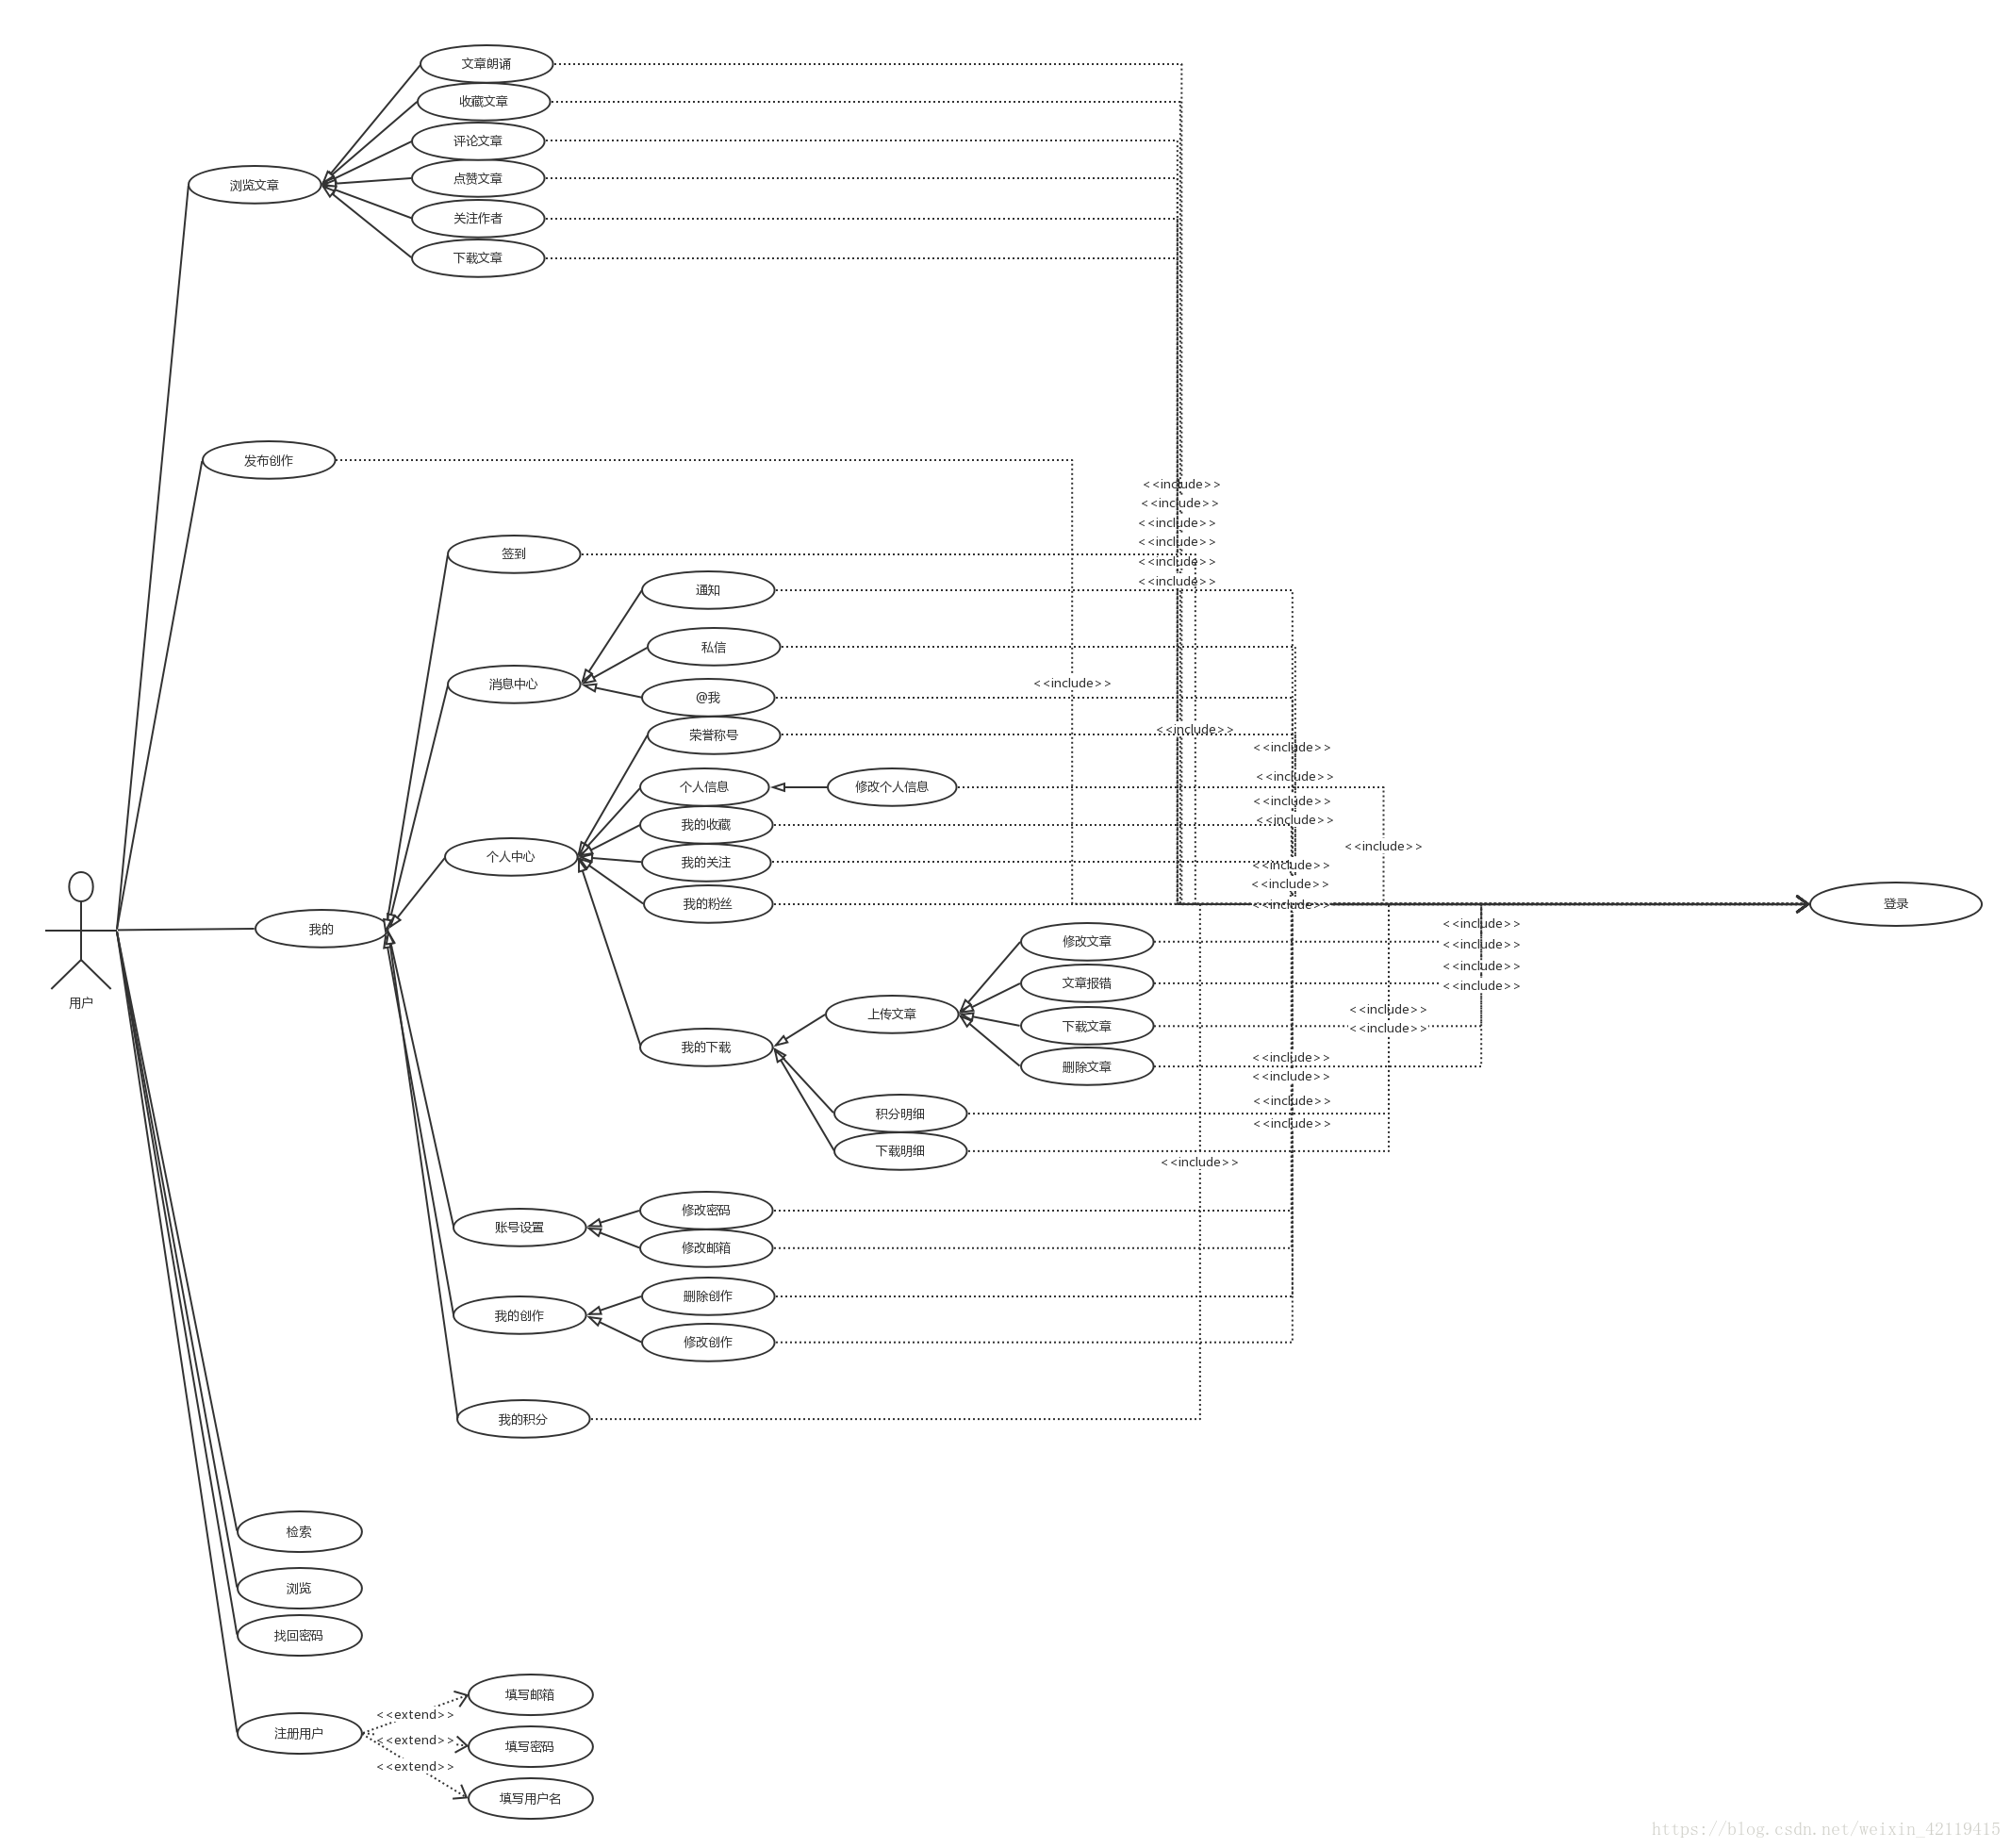 文章朗诵
收藏文章
评论文章
点赞文章
浏览文章
关注作者
下载文章
发布创作
<<include>>
<<include>>
<<include>>
<<include>>
<<include>>
<<include>>
签到
通知
私信
消息中心
<<include>>
@我
荣誉称号
<<include>>
<<include>>
<<include>>
个人信息
修改个人信息
<<include>>
<<include>>
我的收藏
<<include>>
个人中心
我的关注
<<include>>
<<include>>
我的粉丝
<<include>>
登录
<<include>>
我的
修改文章
<<include>>
<<include>>
文章报错
<<include>>
用户
<<include>>
上传文章
下载文章
<<include>>
我的下载
<<include>>
删除文章
<<include>>
<<include>>
积分明细
<<include>>
下载明细
<<include>>
修改密码
账号设置
修改邮箱
删除创作
我的创作
修改创作
我的积分
检索
浏览
找回密码
填写邮箱
<<extend>>
注册用户
<<extend>>
填写密码
<<extend>>
填写用户名
https://blog.csdn.net/weixin_42119415